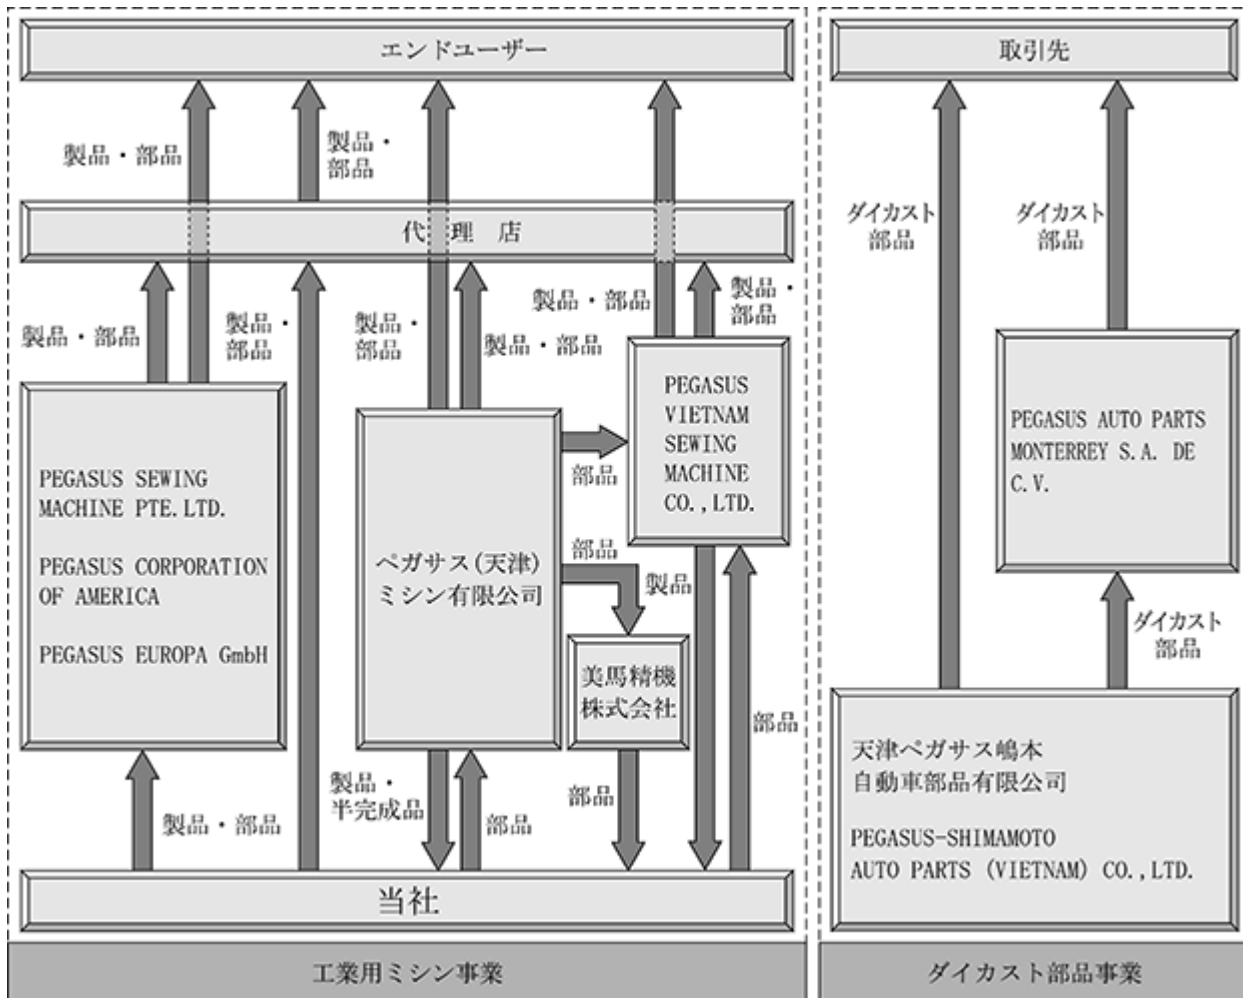 エンドユーザー
製品・部品
製品・
部品
代 理 店
製品・部品
製品・
部品
製品・
部品
製品・部品
製品・部品
製品・
部品
PEGASUS SEWING
MACHINE PTE.LTD.
PEGASUS CORPORATION
OF AMERICA
PEGASUS EUROPA GmbH
ペガサス(天津)
ミシン有限公司
部品
部品
PEGASUS
VIETNAM
SEWING
MACHINE
CO.,LTD.
製品
美馬精機
株式会社
製品・部品
製品・
半完成品
部品
部品
部品
当社
工業用ミシン事業
取引先
ダイカスト
部品
ダイカスト
部品
PEGASUS AUTO PARTS
MONTERREY S.A. DE
C.V.
ダイカスト
部品
天津ペガサス嶋本
自動車部品有限公司
PEGASUS-SHIMAMOTO
AUTO PARTS (VIETNAM) CO.,LTD.
ダイカスト部品事業